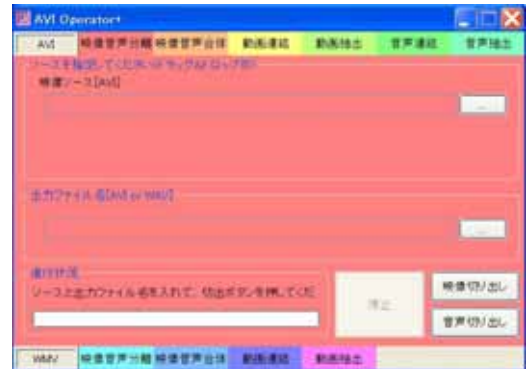 AVI Operator+
AVI 映像音声分離 映像音声合体 動画連結 動画抽出 音声連結 音声抽出
ソースを指定してください(ドラッグ&ドロップ可)
映像ソース[AVI]
...
出力ファイル名[AVI or WAV]
...
進行状況
ソースと出力ファイル名を入れて、切出ボタンを押してくだ
停止
映像切り出し
音声切り出し
WMV 映像音声分離 映像音声合体 動画連結 動画抽出